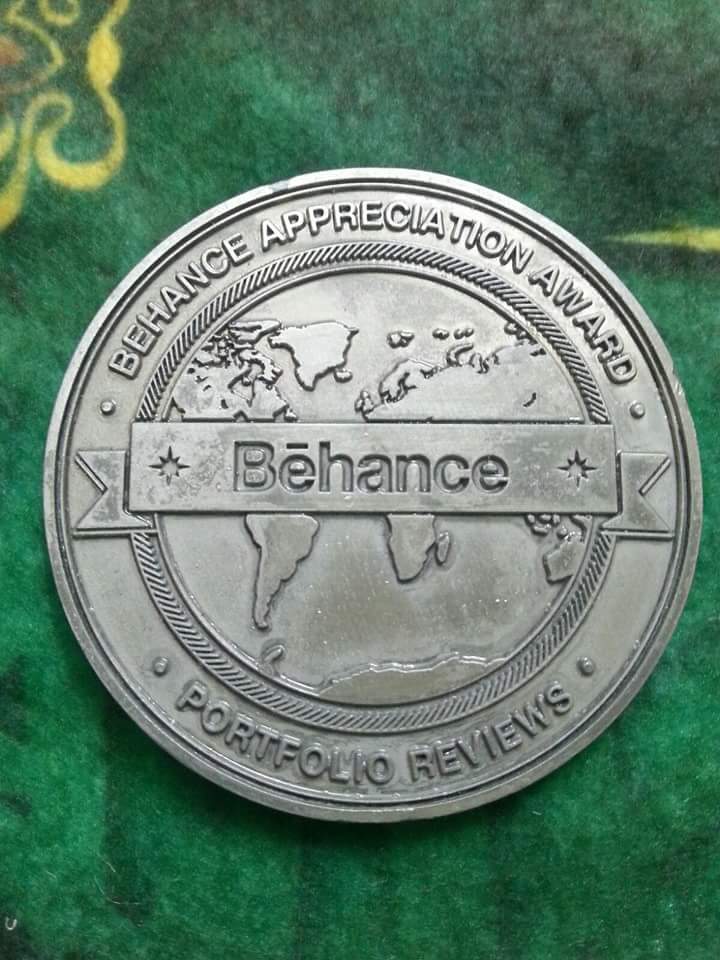 BEHANCE APPRECIATION AWARD
Bēhance
PORTFOLIO REVIEWS